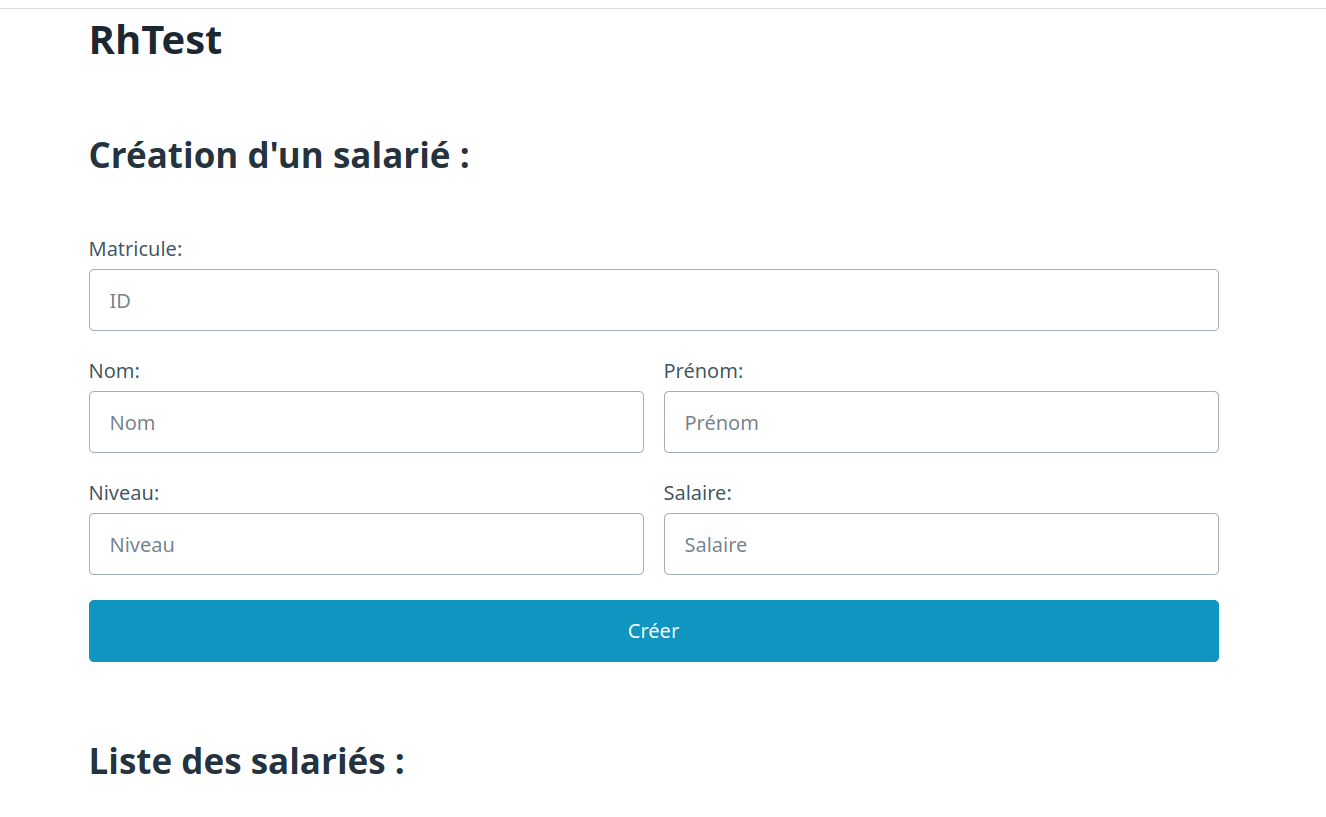 RhTest
Création d'un salarié :
Matricule:
ID
Nom:
Prénom:
Nom
Prénom
Niveau:
Salaire:
Niveau
Salaire
Créer
Liste des salariés :